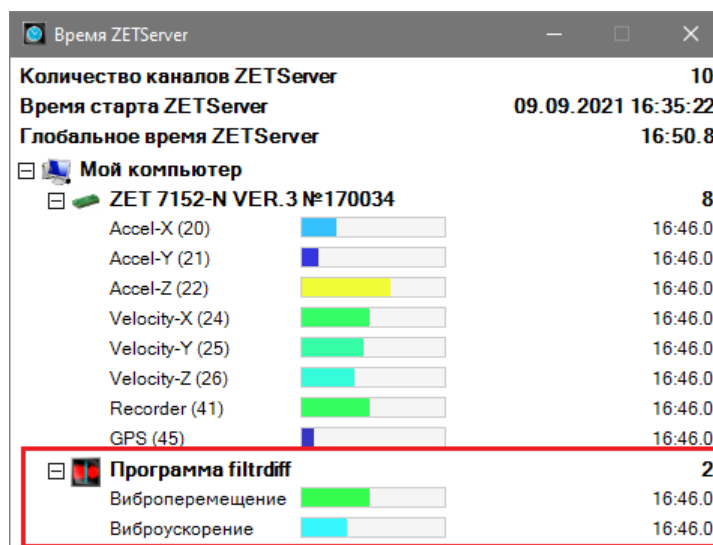 Время ZETServer
Количество каналов ZETServer 10
Время старта ZETServer 09.09.2021 16:35:22
Глобальное время ZETServer 16:50.8
Мой компьютер
ZET 7152-N VER.3 №170034 8
Accel-X (20) 16:46.0
Accel-Y (21) 16:46.0
Accel-Z (22) 16:46.0
Velocity-X (24) 16:46.0
Velocity-Y (25) 16:46.0
Velocity-Z (26) 16:46.0
Recorder (41) 16:46.0
GPS (45) 16:46.0
Программа filtrdiff 2
Виброперемещение 16:46.0
Виброускорение 16:46.0